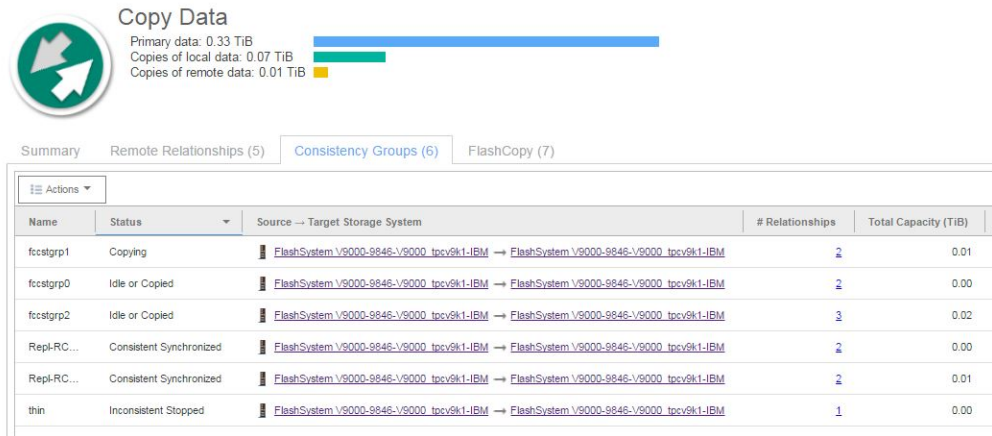 Copy Data
Primary data: 0.33 TiB
Copies of local data: 0.07 TiB
Copies of remote data: 0.01 TiB
Summary Remote Relationships (5) Consistency Groups (6) FlashCopy (7)
Actions
Name Status Source → Target Storage System # Relationships Total Capacity (TiB)
fccstgrp1 Copying FlashSystem V9000-9846-V9000_tpcv9k1-IBM → FlashSystem V9000-9846-V9000_tpcv9k1-IBM 2 0.01
fccstgrp0 Idle or Copied FlashSystem V9000-9846-V9000_tpcv9k1-IBM → FlashSystem V9000-9846-V9000_tpcv9k1-IBM 2 0.00
fccstgrp2 Idle or Copied FlashSystem V9000-9846-V9000_tpcv9k1-IBM → FlashSystem V9000-9846-V9000_tpcv9k1-IBM 3 0.02
Repl-RC... Consistent Synchronized FlashSystem V9000-9846-V9000_tpcv9k1-IBM → FlashSystem V9000-9846-V9000_tpcv9k1-IBM 2 0.00
Repl-RC... Consistent Synchronized FlashSystem V9000-9846-V9000_tpcv9k1-IBM → FlashSystem V9000-9846-V9000_tpcv9k1-IBM 2 0.01
thin Inconsistent Stopped FlashSystem V9000-9846-V9000_tpcv9k1-IBM → FlashSystem V9000-9846-V9000_tpcv9k1-IBM 1 0.00